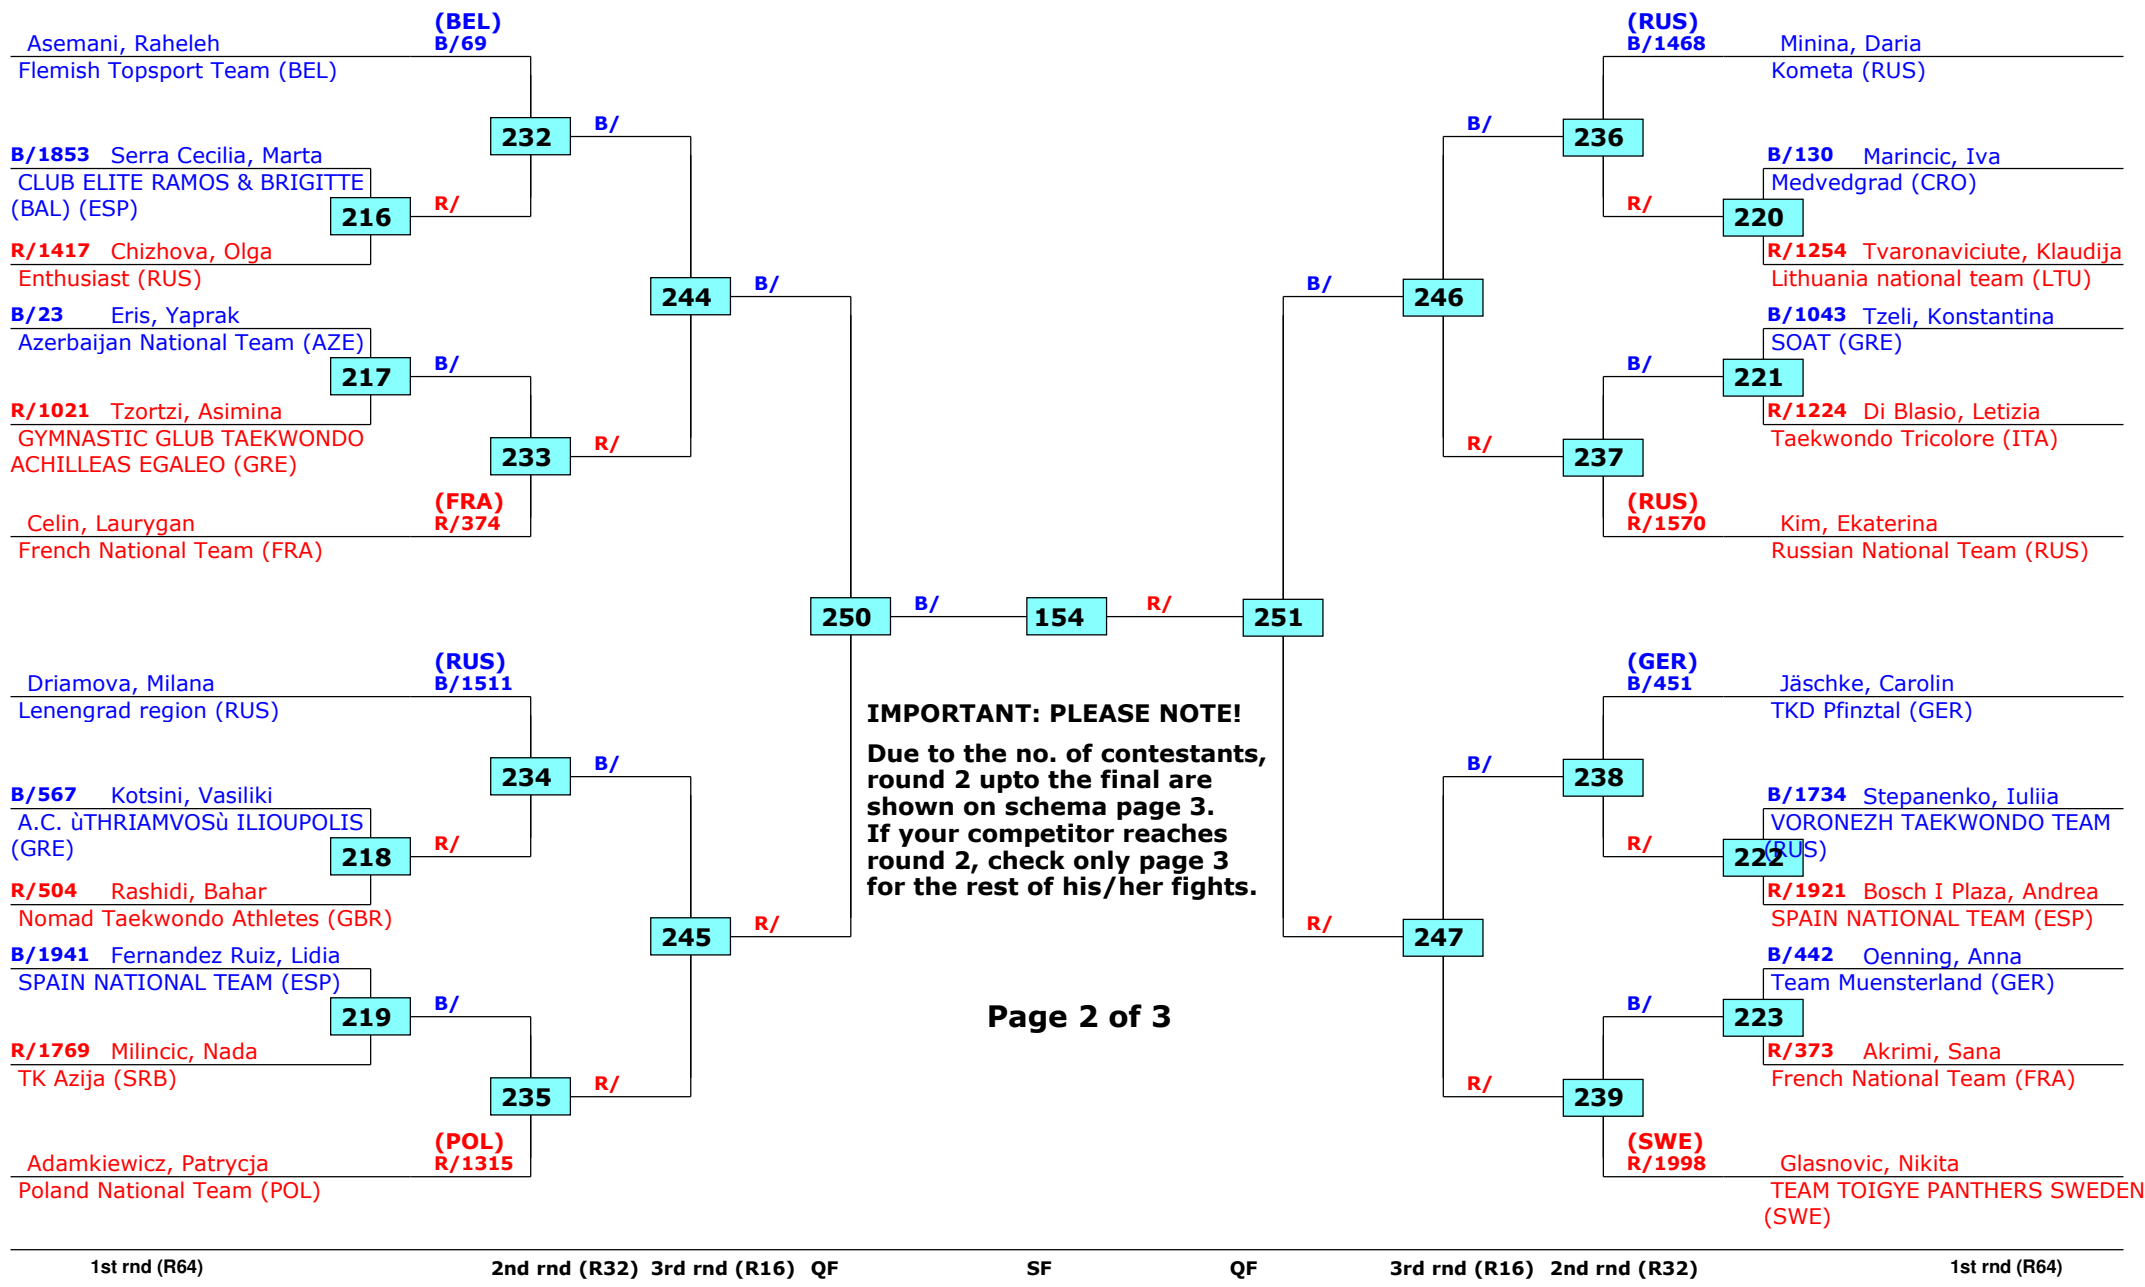 (BEL)
Asemani, Raheleh B/69
Flemish Topsport Team (BEL)
232 B/
B/1853 Serra Cecilia, Marta
CLUB ELITE RAMOS & BRIGITTE
(BAL) (ESP)
216 R/
R/1417 Chizhova, Olga
Enthusiast (RUS)
244 B/
B/23 Eris, Yaprak
Azerbaijan National Team (AZE)
217 B/
R/1021 Tzortzi, Asimina
GYMNASTIC GLUB TAEKWONDO
ACHILLEAS EGALEO (GRE)
233 R/
(FRA)
Celin, Laurygan R/374
French National Team (FRA)
250 B/ 154 R/ 251
(RUS)
Driamova, Milana B/1511
Lenengrad region (RUS)
234 B/
B/567 Kotsini, Vasiliki
A.C. ùTHRIAMVOSù ILIOUPOLIS
(GRE)
218 R/
R/504 Rashidi, Bahar
Nomad Taekwondo Athletes (GBR)
245 R/
B/1941 Fernandez Ruiz, Lidia
SPAIN NATIONAL TEAM (ESP)
219 B/
R/1769 Milincic, Nada
TK Azija (SRB)
235 R/
(POL)
Adamkiewicz, Patrycja R/1315
Poland National Team (POL)
IMPORTANT: PLEASE NOTE!
Due to the no. of contestants,
round 2 upto the final are
shown on schema page 3.
If your competitor reaches
round 2, check only page 3
for the rest of his/her fights.
Page 2 of 3
(RUS)
B/1468 Minina, Daria
Kometa (RUS)
B/ 236
B/130 Marincic, Iva
Medvedgrad (CRO)
R/ 220
R/1254 Tvaronaviciute, Klaudija
Lithuania national team (LTU)
B/ 246
B/1043 Tzeli, Konstantina
SOAT (GRE)
B/ 221
R/1224 Di Blasio, Letizia
Taekwondo Tricolore (ITA)
R/ 237
(RUS)
R/1570 Kim, Ekaterina
Russian National Team (RUS)
(GER)
B/451 Jäschke, Carolin
TKD Pfinztal (GER)
B/ 238
B/1734 Stepanenko, Iuliia
VORONEZH TAEKWONDO TEAM
(RUS)
R/ 222
R/1921 Bosch I Plaza, Andrea
SPAIN NATIONAL TEAM (ESP)
R/ 247
B/442 Oenning, Anna
Team Muensterland (GER)
B/ 223
R/373 Akrimi, Sana
French National Team (FRA)
R/ 239
(SWE)
R/1998 Glasnovic, Nikita
TEAM TOIGYE PANTHERS SWEDEN
(SWE)
1st rnd (R64) 2nd rnd (R32) 3rd rnd (R16) QF SF QF 3rd rnd (R16) 2nd rnd (R32) 1st rnd (R64)